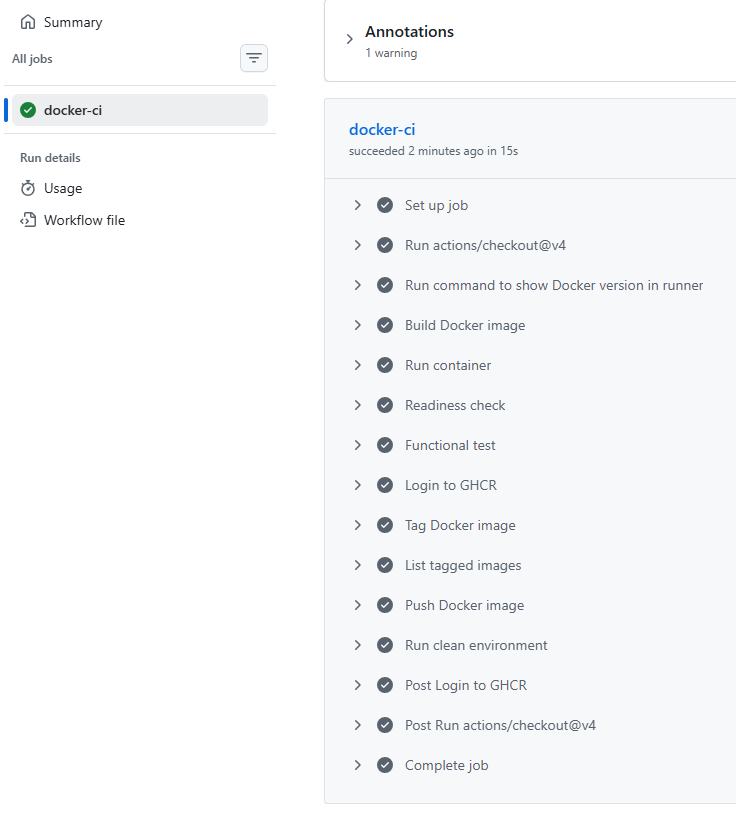 Summary
All jobs
docker-ci
Run details
Usage
Workflow file
Annotations
1 warning
docker-ci
succeeded 2 minutes ago in 15s
Set up job
Run actions/checkout@v4
Run command to show Docker version in runner
Build Docker image
Run container
Readiness check
Functional test
Login to GHCR
Tag Docker image
List tagged images
Push Docker image
Run clean environment
Post Login to GHCR
Post Run actions/checkout@v4
Complete job